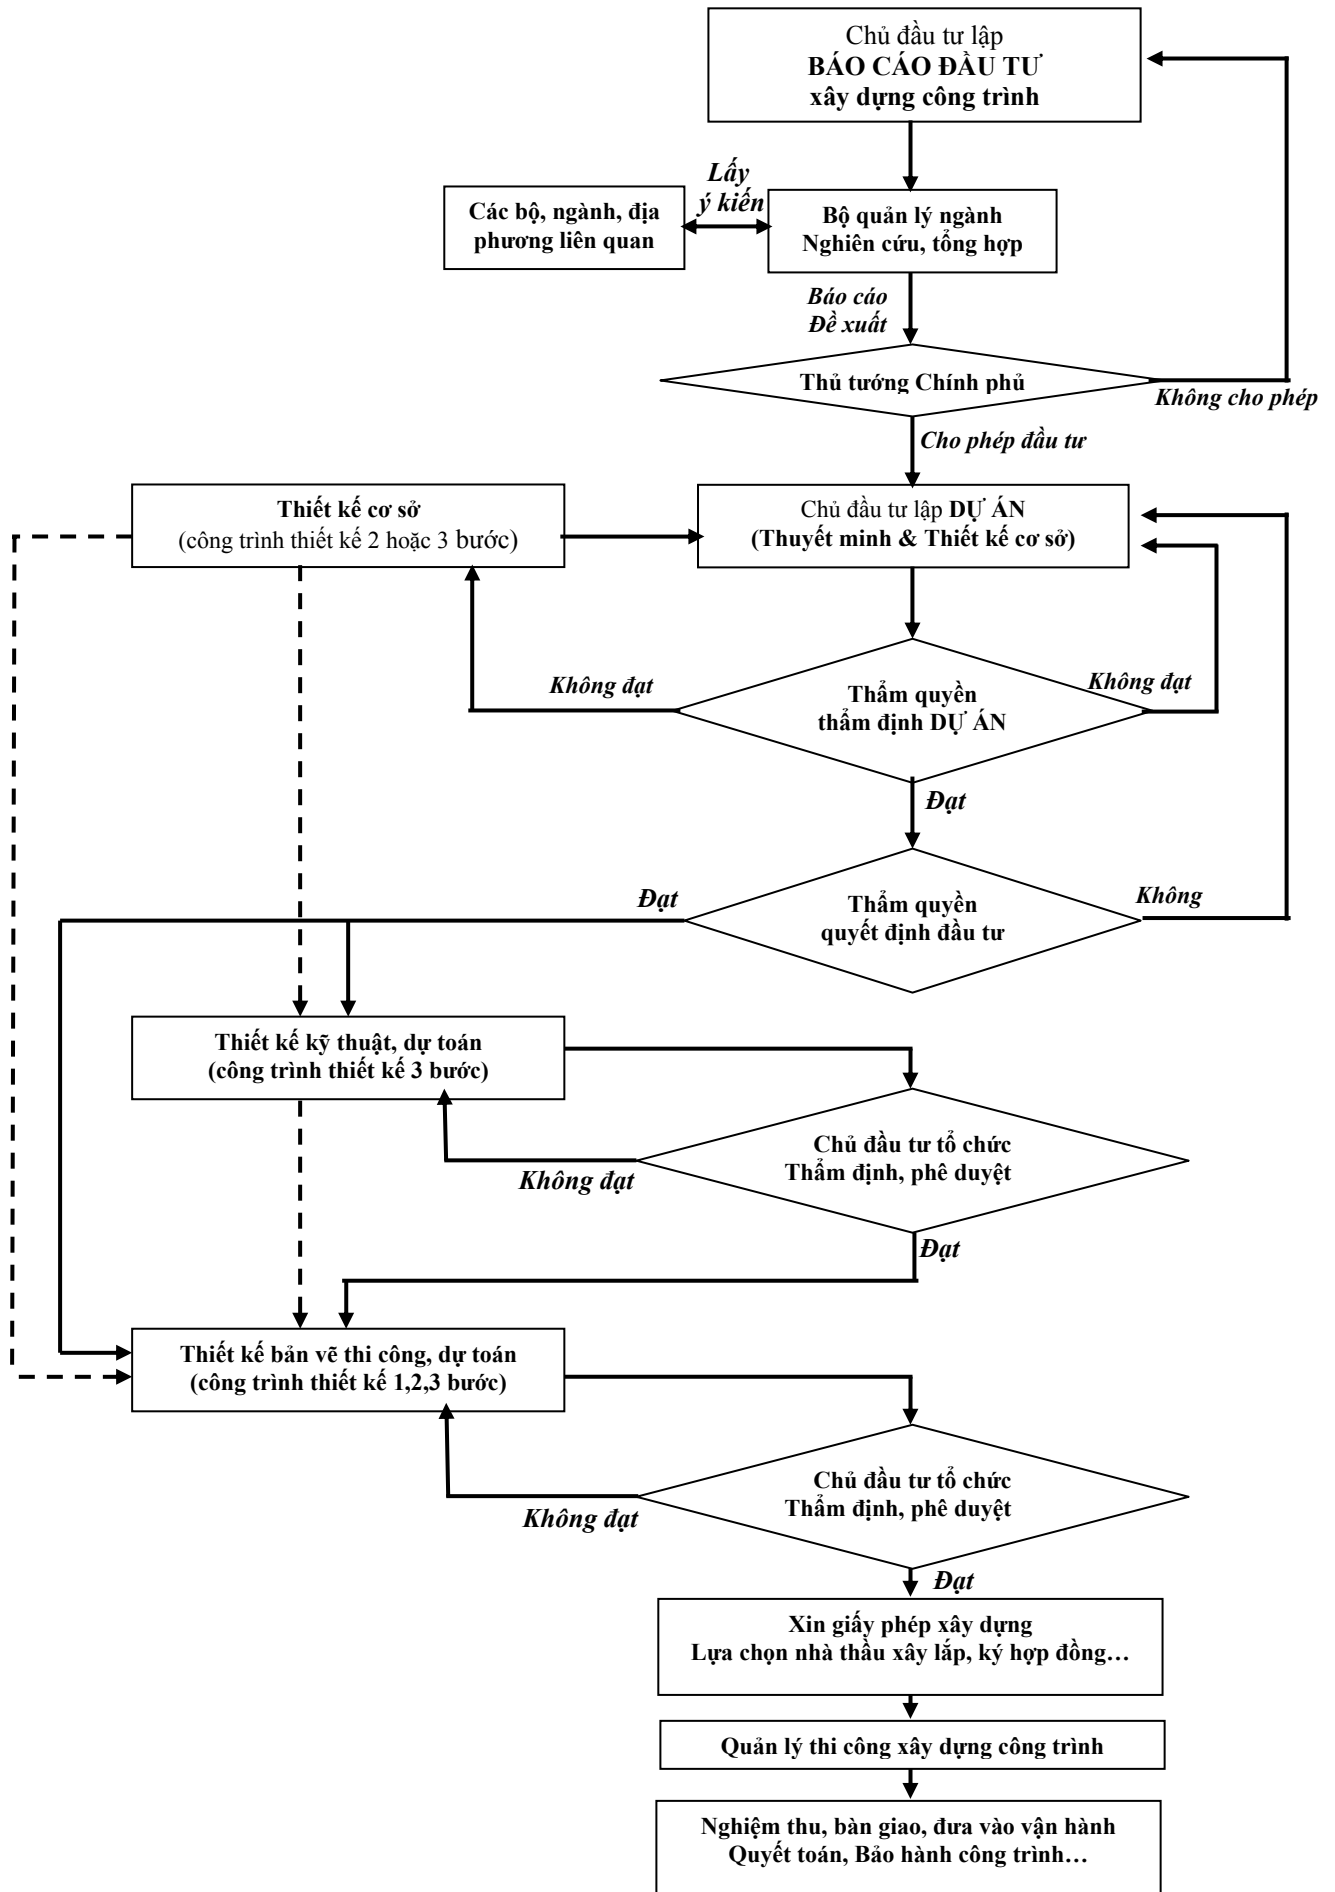 Chủ đầu tư lập
BÁO CÁO ĐẦU TƯ
xây dựng công trình
Lấy
ý kiến
Các bộ, ngành, địa
phương liên quan
Bộ quản lý ngành
Nghiên cứu, tổng hợp
Báo cáo
Đề xuất
Thủ tướng Chính phủ
Không cho phép
Cho phép đầu tư
Thiết kế cơ sở
(công trình thiết kế 2 hoặc 3 bước)
Chủ đầu tư lập DỰ ÁN
(Thuyết minh & Thiết kế cơ sở)
Không đạt
Thẩm quyền
thẩm định DỰ ÁN
Không đạt
Đạt
Đạt
Thẩm quyền
quyết định đầu tư
Không
Thiết kế kỹ thuật, dự toán
(công trình thiết kế 3 bước)
Chủ đầu tư tổ chức
Thẩm định, phê duyệt
Không đạt
Đạt
Thiết kế bản vẽ thi công, dự toán
(công trình thiết kế 1,2,3 bước)
Chủ đầu tư tổ chức
Thẩm định, phê duyệt
Không đạt
Đạt
Xin giấy phép xây dựng
Lựa chọn nhà thầu xây lắp, ký hợp đồng…
Quản lý thi công xây dựng công trình
Nghiệm thu, bàn giao, đưa vào vận hành
Quyết toán, Bảo hành công trình…